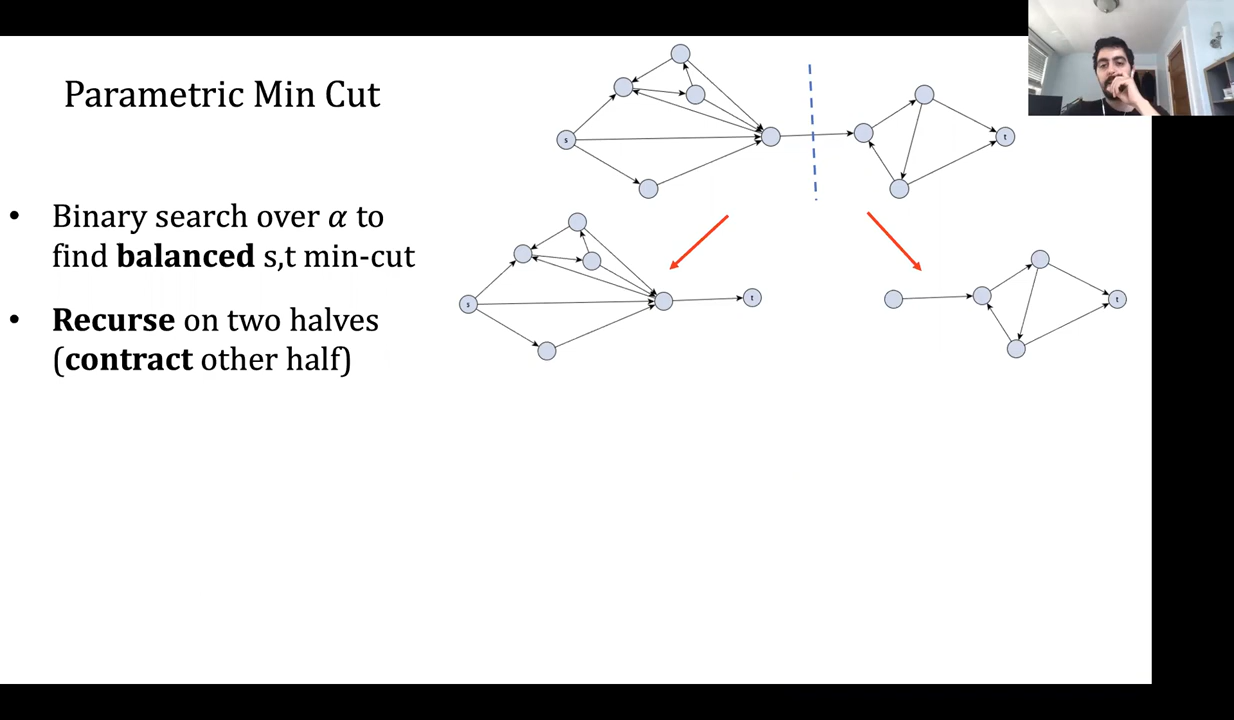 Parametric Min Cut
• Binary search over α to
find balanced s,t min-cut
• Recurse on two halves
(contract other half)
s
t
s
t
t